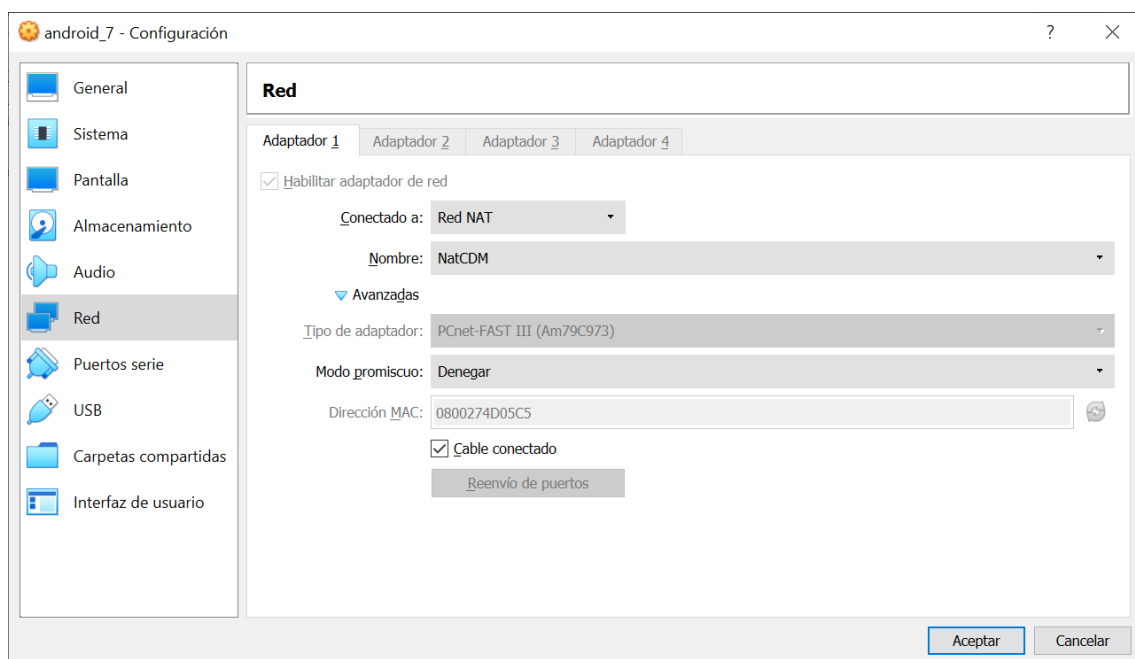 android_7 - Configuración
?
General
Sistema
Pantalla
Almacenamiento
Audio
Red
Puertos serie
USB
Carpetas compartidas
Interfaz de usuario
Red
Adaptador 1 Adaptador 2 Adaptador 3 Adaptador 4
Habilitar adaptador de red
Conectado a: Red NAT
Nombre: NatCDM
Avanzadas
Tipo de adaptador: PCnet-FAST III (Am79C973)
Modo promiscuo: Denegar
Dirección MAC: 0800274D05C5
Cable conectado
Reenvío de puertos
Aceptar Cancelar